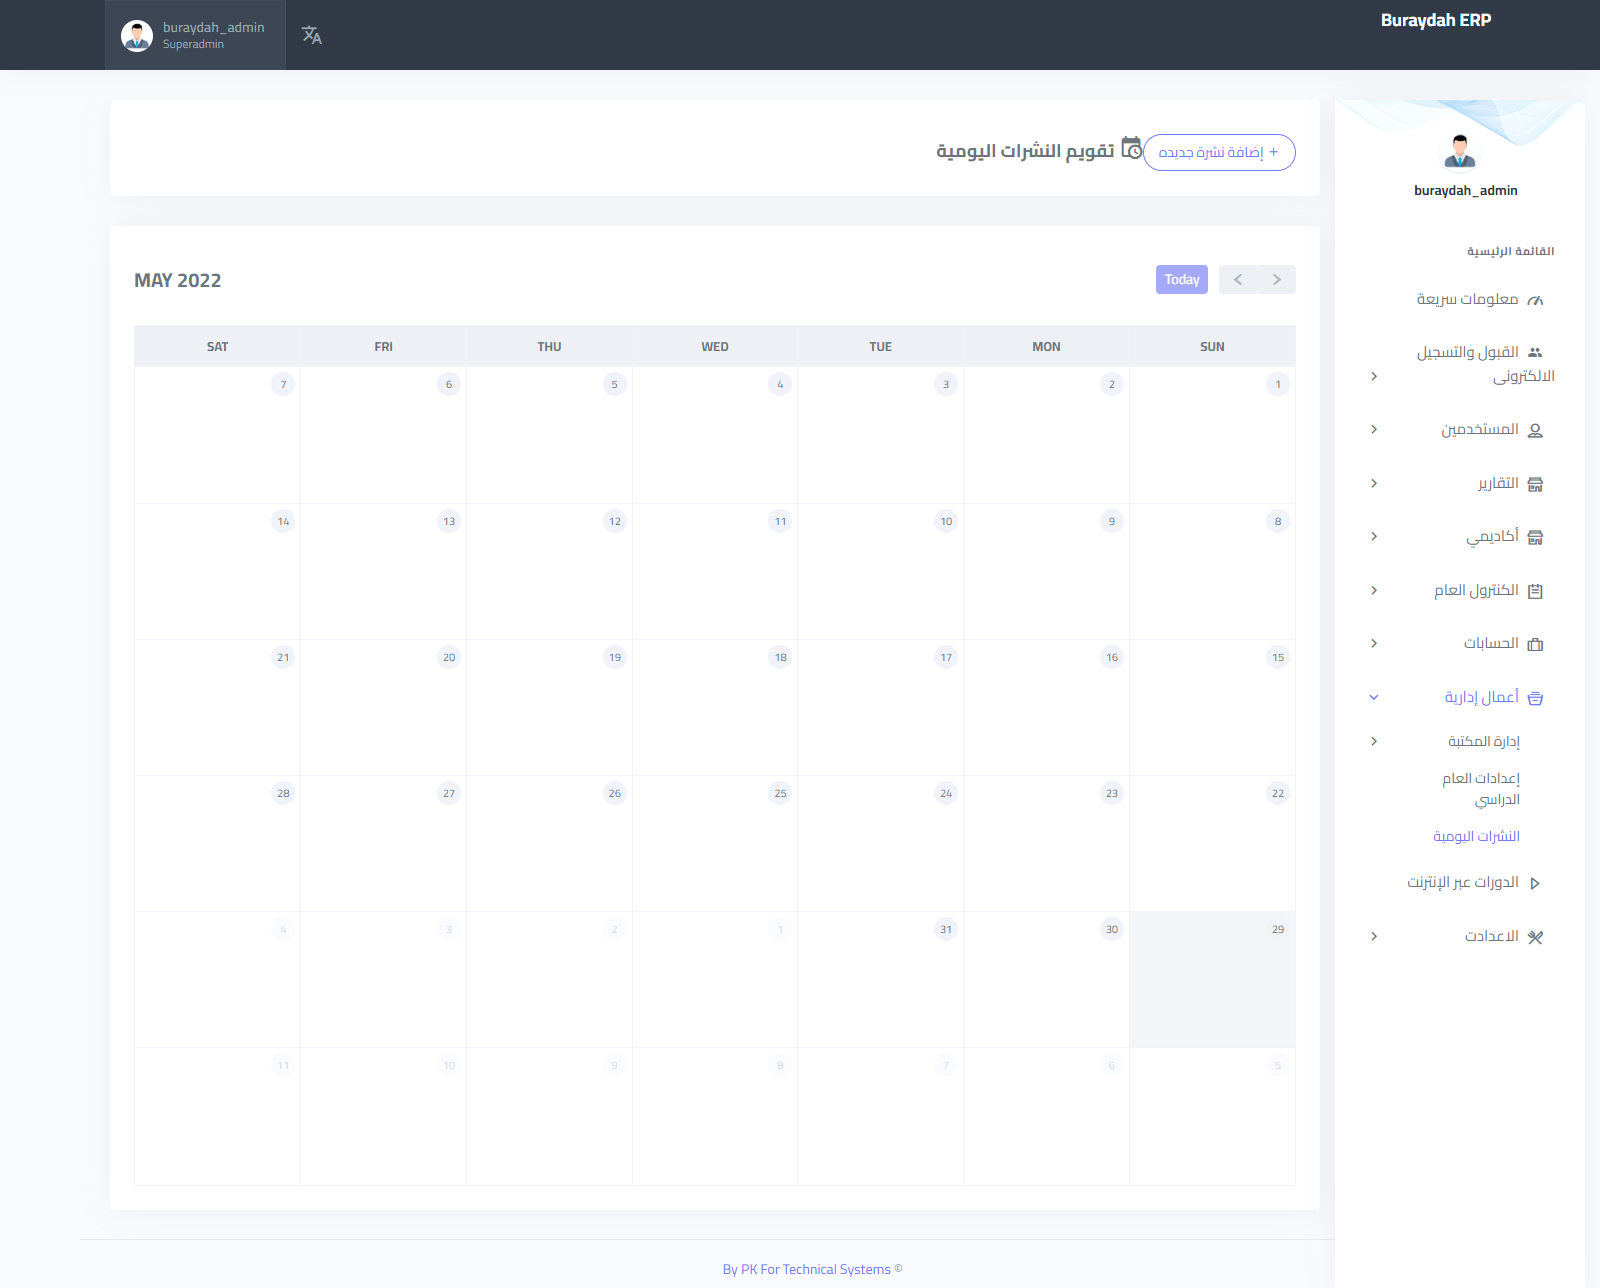 buraydah_admin
Superadmin
Buraydah ERP
+ إضافة نشرة جديده
تقويم النشرات اليومية
buraydah_admin
القائمة الرئيسية
معلومات سريعة
القبول والتسجيل
الالكترونى
المستخدمين
التقارير
أكاديمي
الكنترول العام
الحسابات
أعمال إدارية
إدارة المكتبة
إعدادات العام
الدراسي
النشرات اليومية
الدورات عبر الإنترنت
الاعدادت
MAY 2022
Today
SAT FRI THU WED TUE MON SUN
7 6 5 4 3 2 1
14 13 12 11 10 9 8
21 20 19 18 17 16 15
28 27 26 25 24 23 22
4 3 2 1 31 30 29
11 10 9 8 7 6 5
By PK For Technical Systems ©